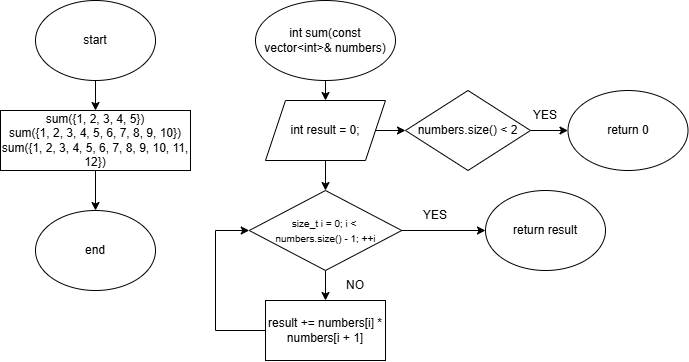 start
sum({1, 2, 3, 4, 5})
sum({1, 2, 3, 4, 5, 6, 7, 8, 9, 10})
sum({1, 2, 3, 4, 5, 6, 7, 8, 9, 10, 11,
12})
end
int sum(const
vector<int>& numbers)
int result = 0;
numbers.size() < 2
YES
return 0
size_t i = 0; i <
numbers.size() - 1; ++i
YES
return result
NO
result += numbers[i] *
numbers[i + 1]